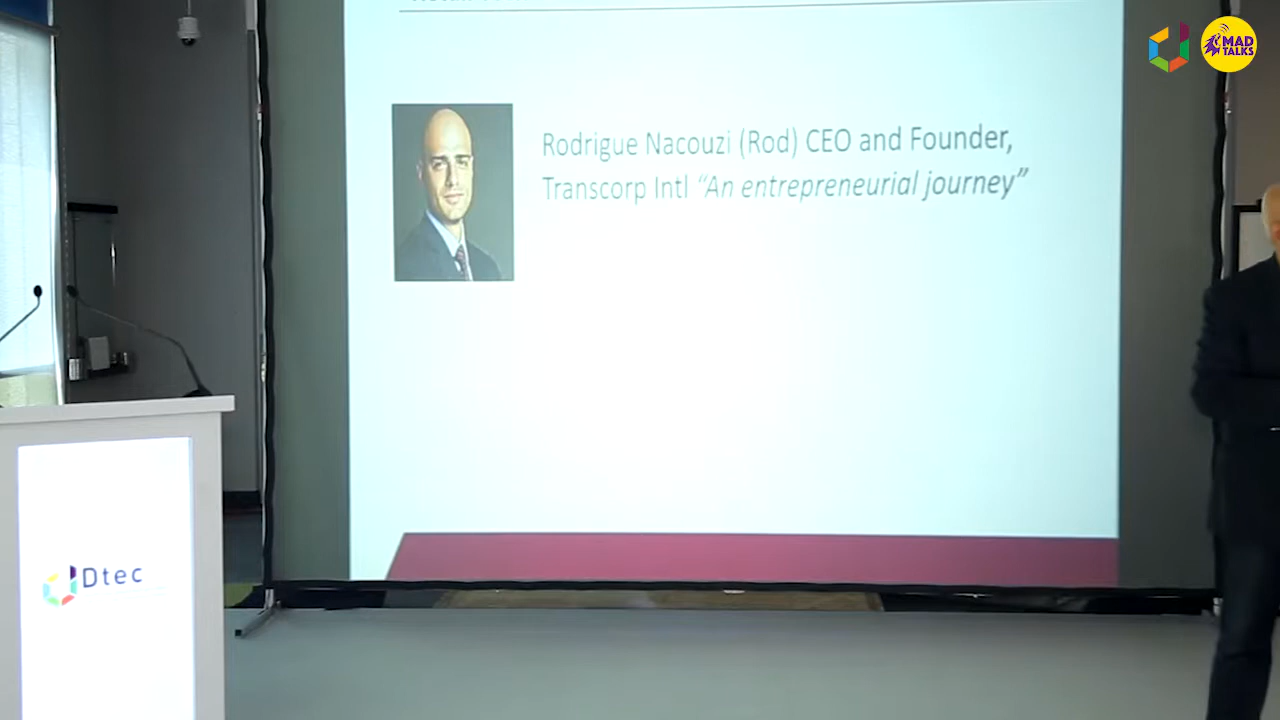 MAD
TALKS
Rodrigue Nacouzi (Rod) CEO and Founder,
Transcorp Intl “An entrepreneurial journey”
Dtec